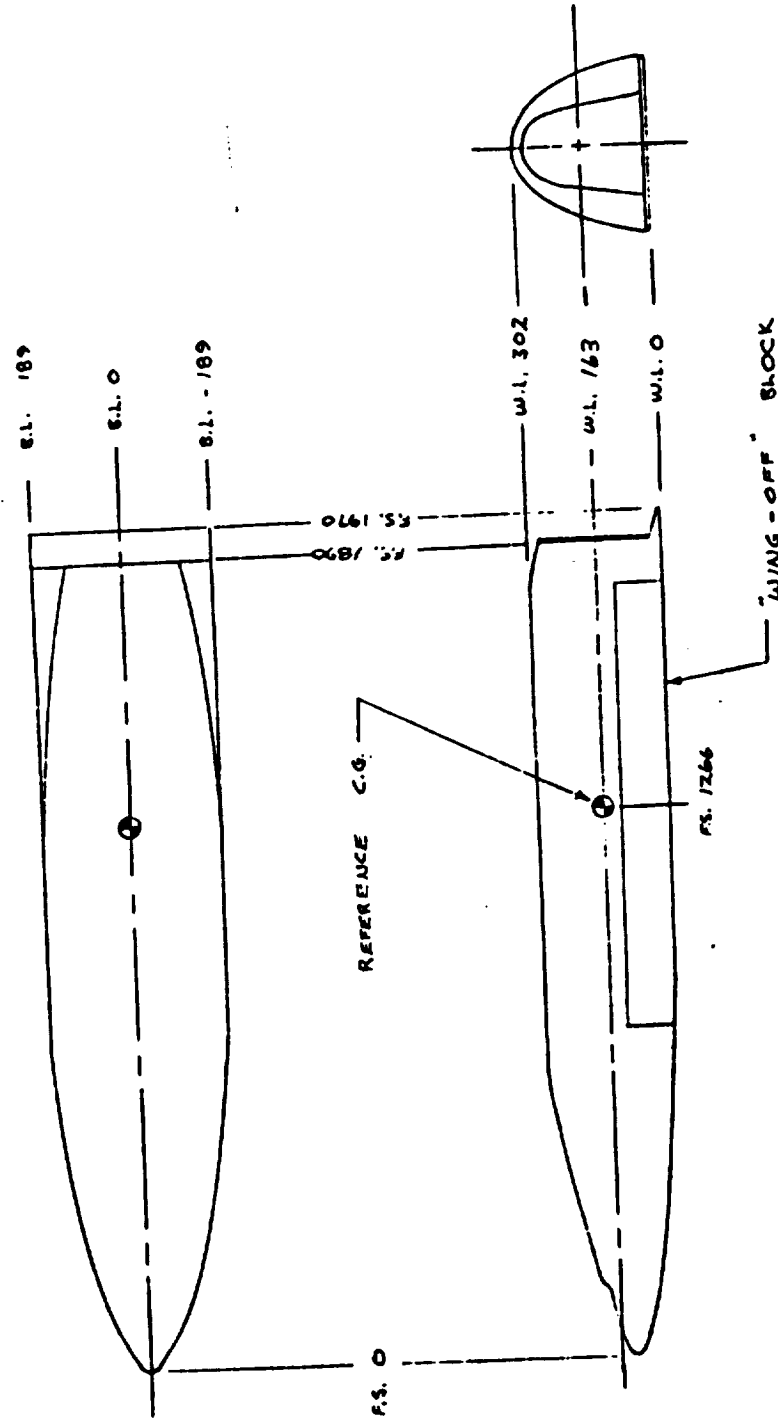 B.L. 189
B.L. 0
B.L. - 189
F.S. 1970
F.S. 1890
REFERENCE C.G.
F.S. 0
W.L. 302
W.L. 163
W.L. 0
F.S. 1266
"WING - OFF" BLOCK